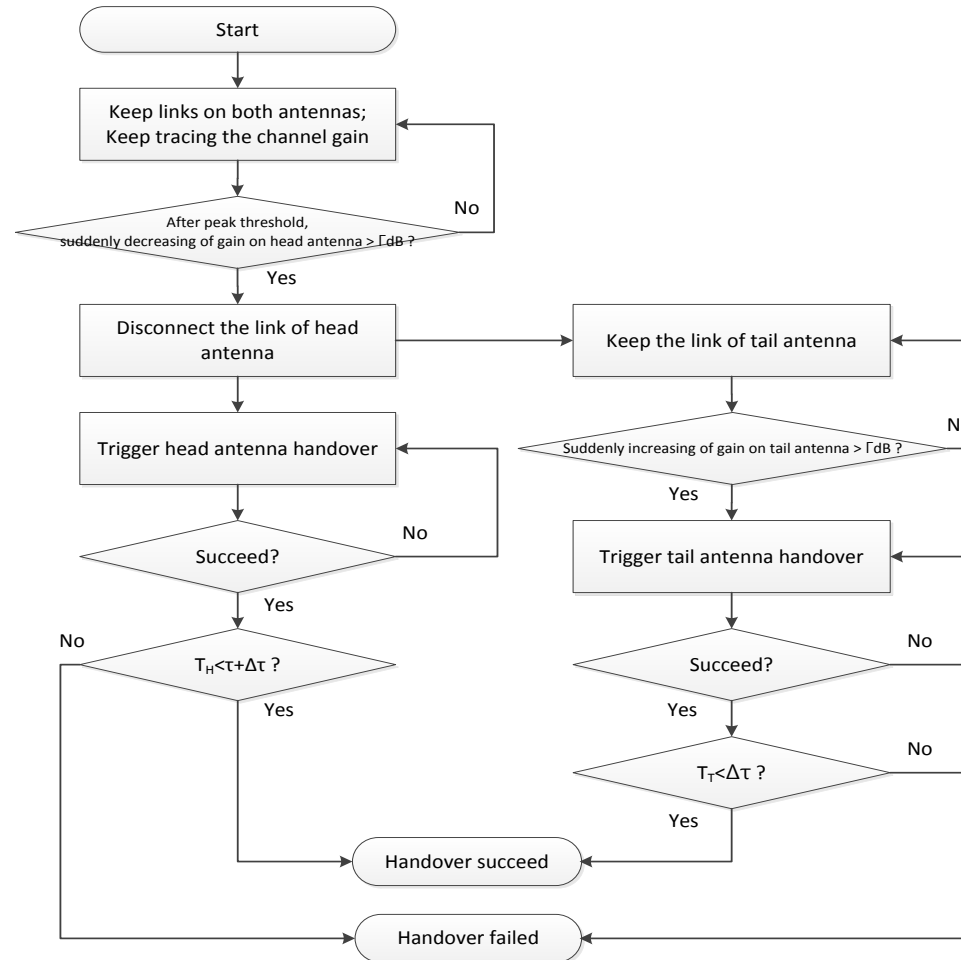 Start
Keep links on both antennas;
Keep tracing the channel gain
No
After peak threshold,
suddenly decreasing of gain on head antenna > ΓdB ?
Yes
Disconnect the link of head
antenna
Keep the link of tail antenna
Trigger head antenna handover
Suddenly increasing of gain on tail antenna > ΓdB ?
Yes
No
Succeed?
Yes
Trigger tail antenna handover
No
No
T_H<τ+Δτ ?
Yes
Succeed?
Yes
No
T_T<Δτ ?
Yes
Handover succeed
Handover failed